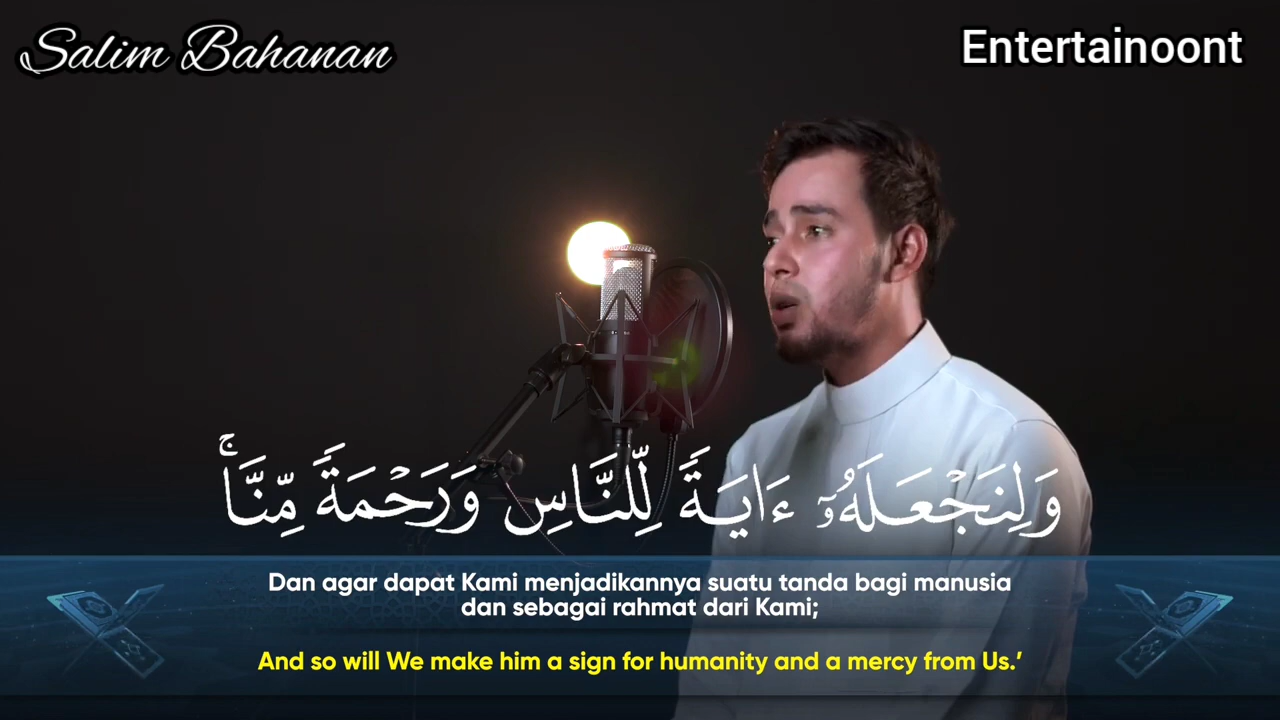 Salim Bahanan
Entertainoont
وَلِنَجْعَلَهُۥٓ ءَايَةً لِّلنَّاسِ وَرَحْمَةً مِّنَّاۚ
Dan agar dapat Kami menjadikannya suatu tanda bagi manusia
dan sebagai rahmat dari Kami;
And so will We make him a sign for humanity and a mercy from Us.’